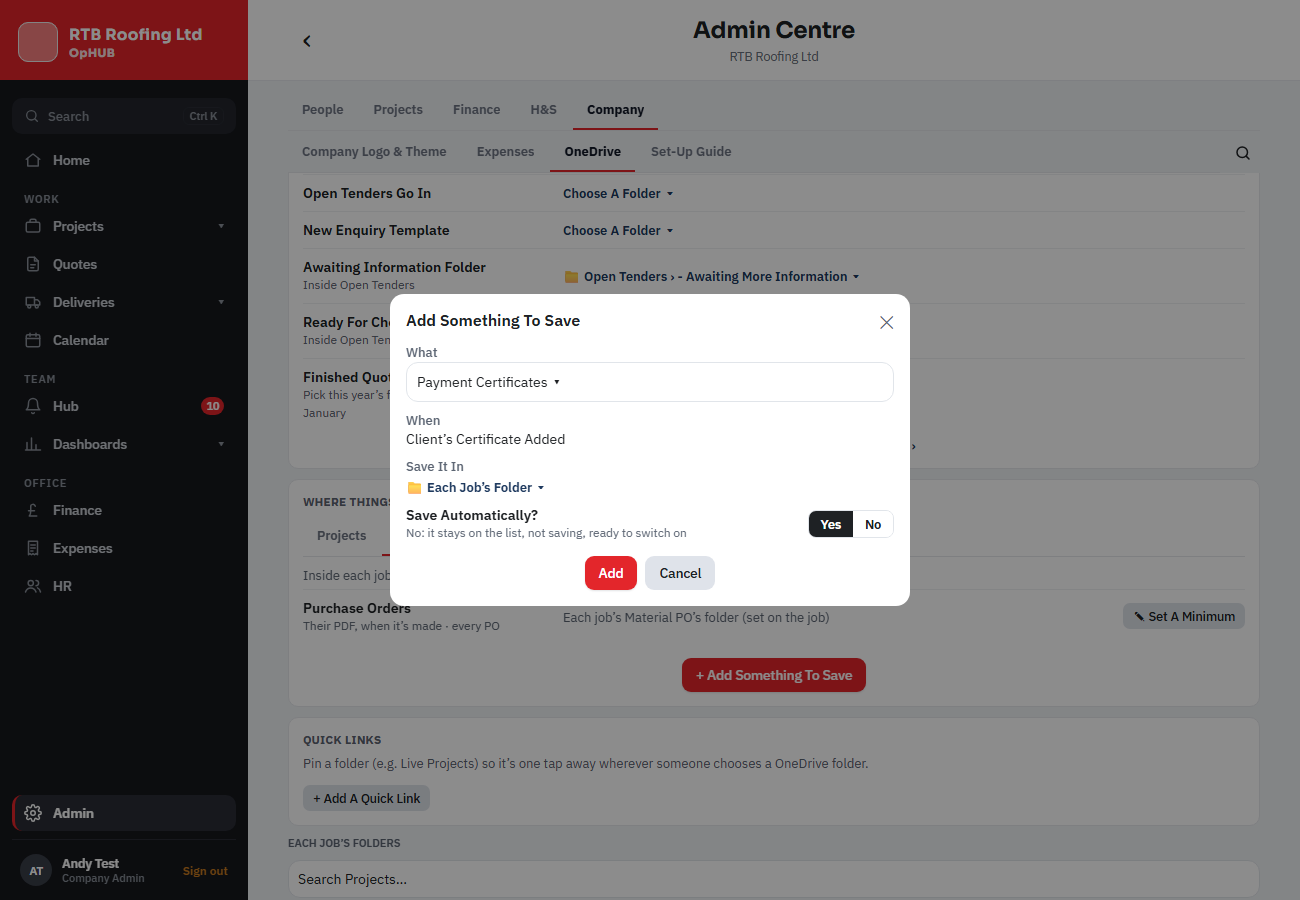 RTB Roofing Ltd
OpHUB
Search Ctrl K
Home
WORK
Projects
Quotes
Deliveries
Calendar
TEAM
Hub 10
Dashboards
OFFICE
Finance
Expenses
HR
Admin
AT
Andy Test
Company Admin
Sign out
Admin Centre
RTB Roofing Ltd
People Projects Finance H&S Company
Company Logo & Theme Expenses OneDrive Set-Up Guide
Open Tenders Go In Choose A Folder
New Enquiry Template Choose A Folder
Awaiting Information Folder
Inside Open Tenders
Open Tenders › - Awaiting More Information
Ready For
Inside Open
Finished
Pick this year’s
January
›
WHERE
Projects
Inside each
Purchase Orders
Their PDF, when it’s made · every PO
Each job’s Material PO’s folder (set on the job)
Set A Minimum
+ Add Something To Save
QUICK LINKS
Pin a folder (e.g. Live Projects) so it’s one tap away wherever someone chooses a OneDrive folder.
+ Add A Quick Link
EACH JOB’S FOLDERS
Search Projects...
Add Something To Save
What
Payment Certificates
When
Client’s Certificate Added
Save It In
Each Job’s Folder
Save Automatically?
No: it stays on the list, not saving, ready to switch on
Yes No
Add Cancel